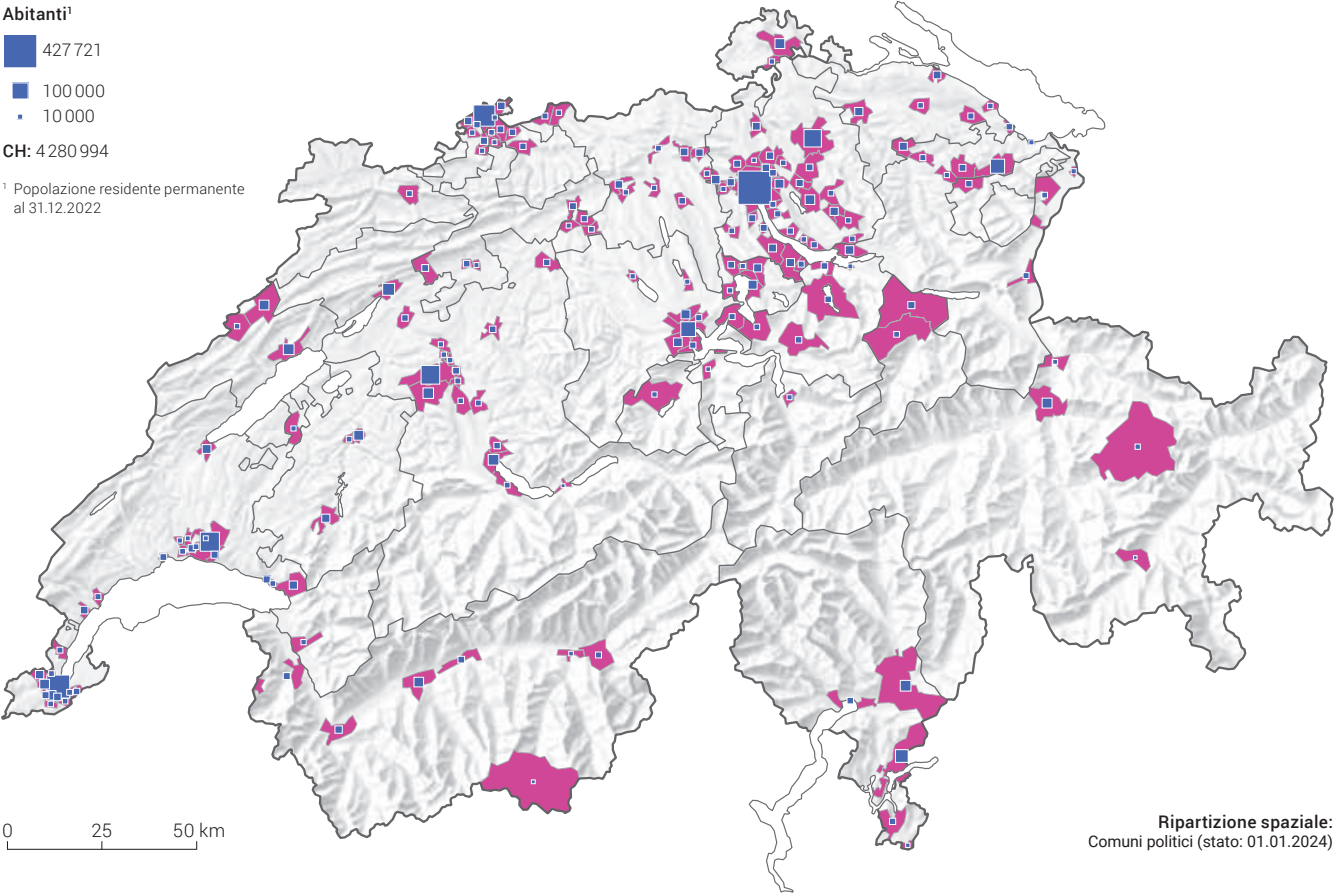 Abitanti¹
427 721
100 000
10 000
CH: 4 280 994
¹ Popolazione residente permanente
al 31.12.2022
0 25 50 km
Ripartizione spaziale:
Comuni politici (stato: 01.01.2024)